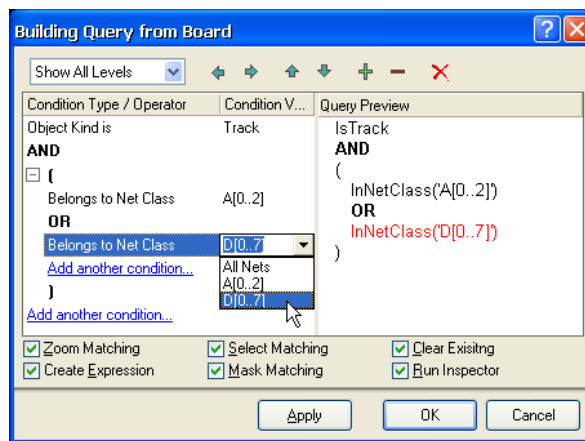 Building Query from Board
Show All Levels
Condition Type / Operator Condition V... Query Preview
Object Kind is Track IsTrack
AND AND
( (
Belongs to Net Class A[0..2] InNetClass('A[0..2]')
OR OR
Belongs to Net Class D[0..7] InNetClass('D[0..7]')
Add another condition... All Nets )
A[0..2]
) D[0..7]
Add another condition...
Zoom Matching Select Matching Clear Exisitng
Create Expression Mask Matching Run Inspector
Apply OK Cancel